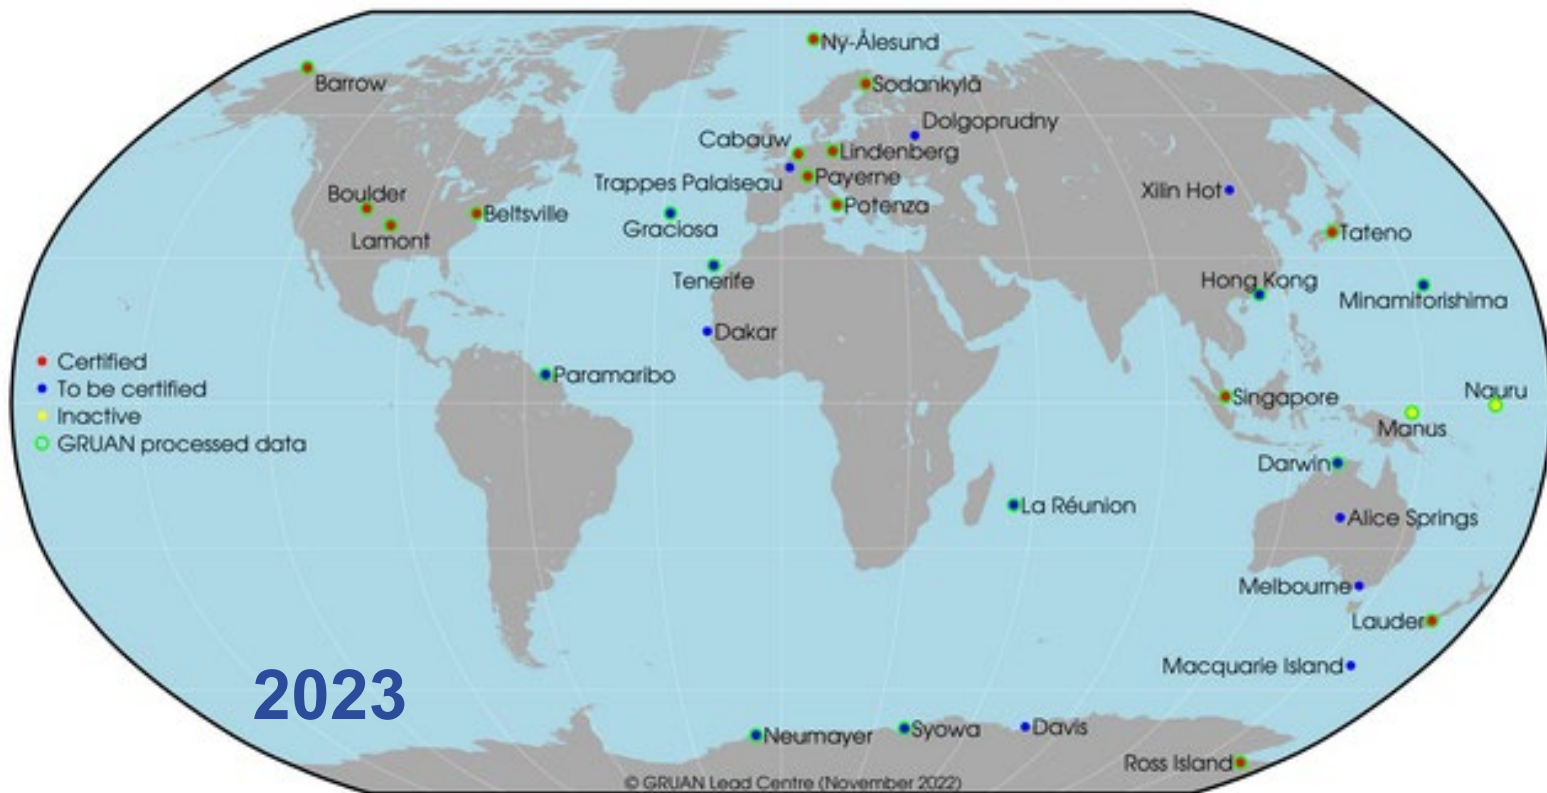 Ny-Ålesund
Barrow
Sodankylä
Dolgoprudny
Cabauw
Lindenberg
Trappes Palaiseau
Payerne
Xilin Hot
Boulder
Beltsville
Potenza
Graciosa
Lamont
Tateno
Tenerife
Hong Kong
Minamitorishima
Dakar
Certified
To be certified
Inactive
GRUAN processed data
Paramaribo
Singapore
Nauru
Manus
Darwin
La Réunion
Alice Springs
Melbourne
Lauder
Macquarie Island
2023
Neumayer
Syowa
Davis
Ross Island
© GRUAN Lead Centre (November 2022)